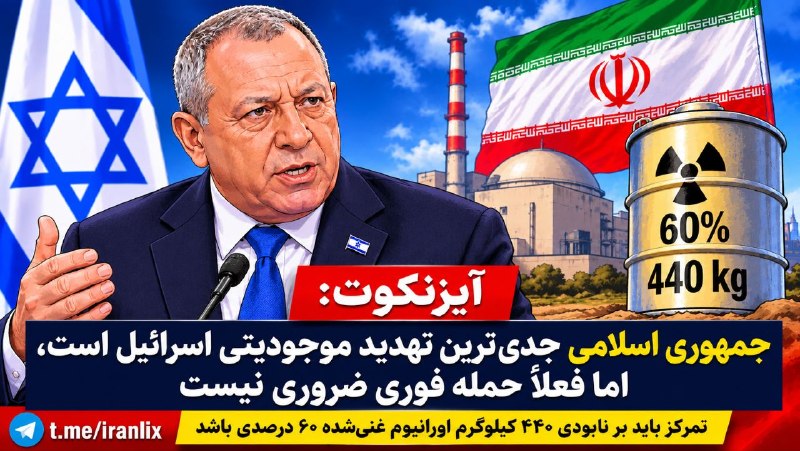 60%
440 kg
آیزنکوت:
جمهوری اسلامی جدی‌ترین تهدید موجودیتی اسرائیل است،
اما فعلاً حمله فوری ضروری نیست
تمرکز باید بر نابودی ۴۴۰ کیلوگرم اورانیوم غنی‌شده ۶۰ درصدی باشد
t.me/iranlix